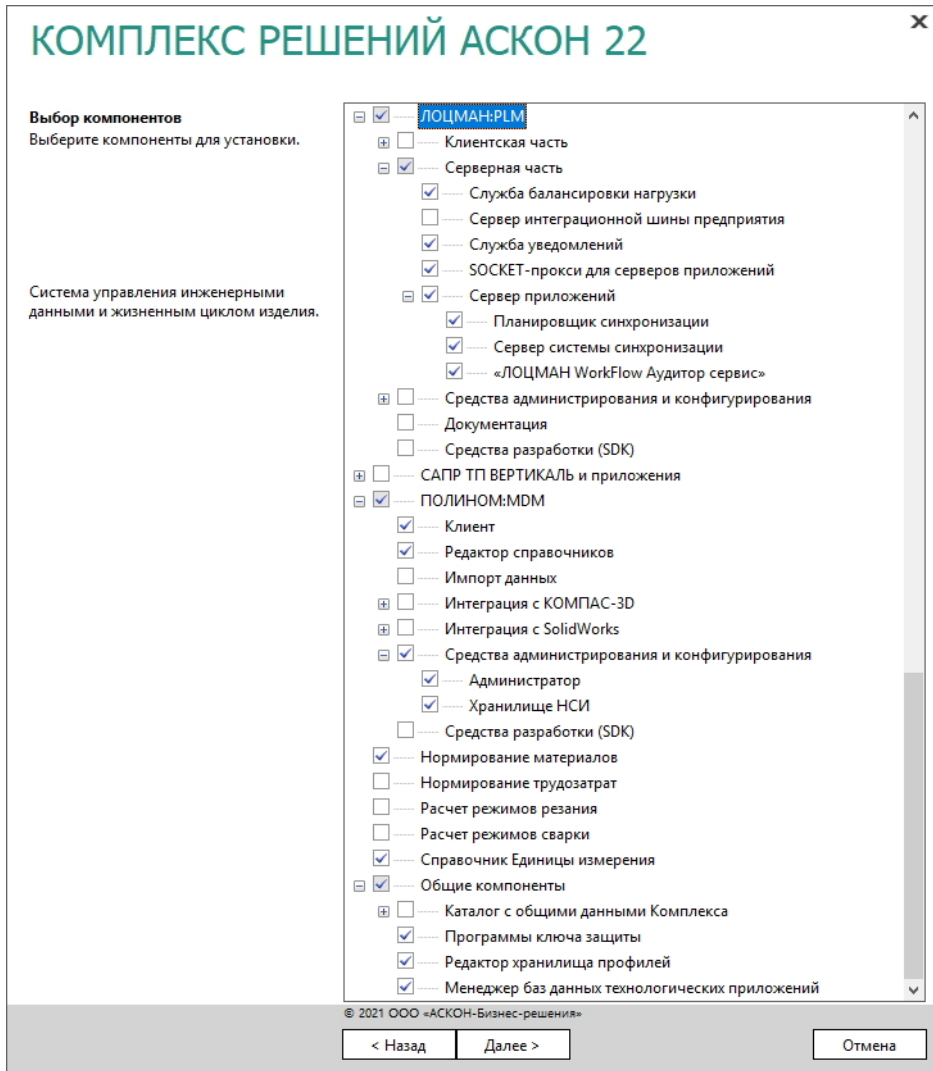 КОМПЛЕКС РЕШЕНИЙ АСКОН 22
Выбор компонентов
Выберите компоненты для установки.
Система управления инженерными
данными и жизненным циклом изделия.
ЛОЦМАН:PLM
Клиентская часть
Серверная часть
Служба балансировки нагрузки
Сервер интеграционной шины предприятия
Служба уведомлений
SOCKET-прокси для серверов приложений
Сервер приложений
Планировщик синхронизации
Сервер системы синхронизации
«ЛОЦМАН WorkFlow Аудитор сервис»
Средства администрирования и конфигурирования
Документация
Средства разработки (SDK)
САПР ТП ВЕРТИКАЛЬ и приложения
ПОЛИНОМ:MDM
Клиент
Редактор справочников
Импорт данных
Интеграция с КОМПАС-3D
Интеграция с SolidWorks
Средства администрирования и конфигурирования
Администратор
Хранилище НСИ
Средства разработки (SDK)
Нормирование материалов
Нормирование трудозатрат
Расчет режимов резания
Расчет режимов сварки
Справочник Единицы измерения
Общие компоненты
Каталог с общими данными Комплекса
Программы ключа защиты
Редактор хранилища профилей
Менеджер баз данных технологических приложений
© 2021 ООО «АСКОН-Бизнес-решения»
< Назад
Далее >
Отмена